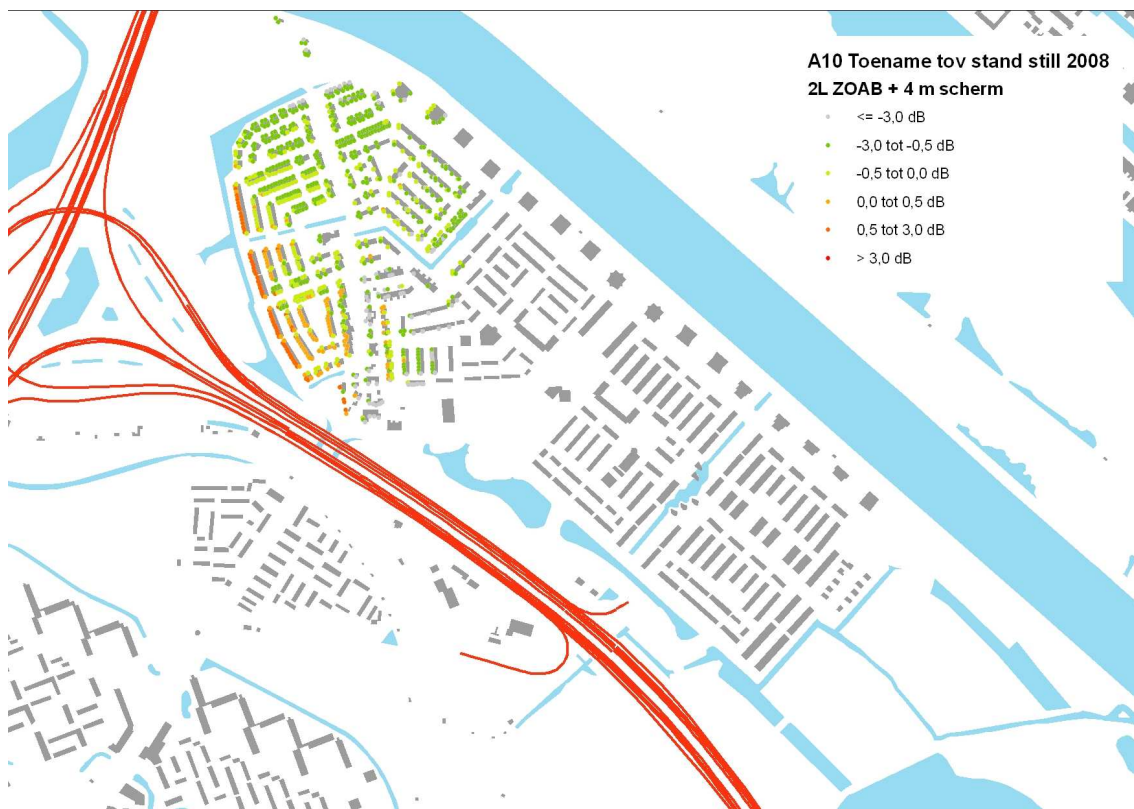 A10 Toename tov stand still 2008
2L ZOAB + 4 m scherm
<= -3,0 dB
-3,0 tot -0,5 dB
-0,5 tot 0,0 dB
0,0 tot 0,5 dB
0,5 tot 3,0 dB
> 3,0 dB